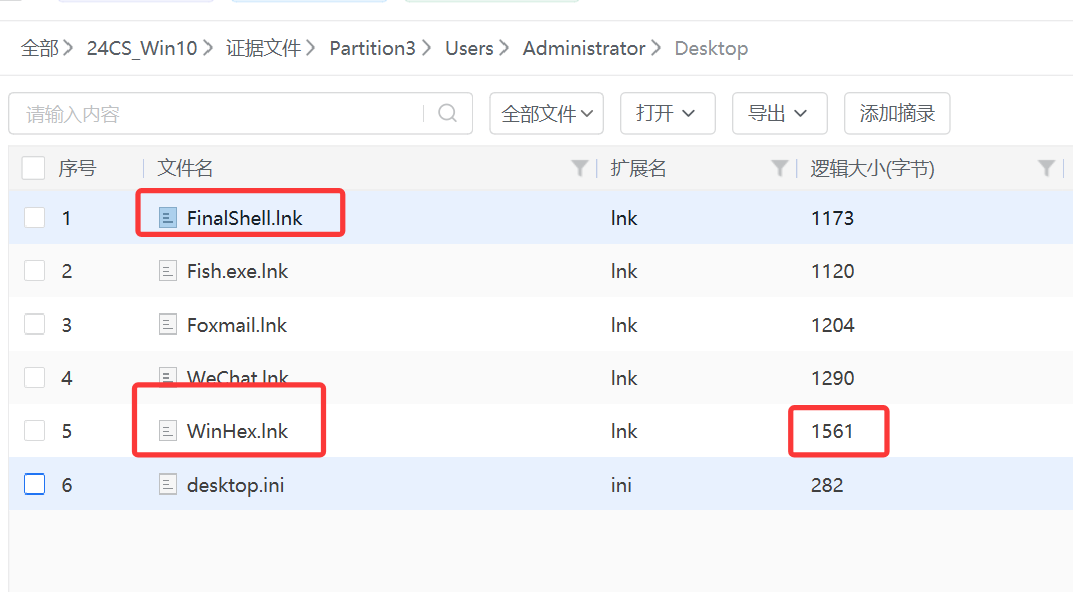 全部 > 24CS_Win10 > 证据文件 > Partition3 > Users > Administrator > Desktop
请输入内容 全部文件 打开 导出 添加摘录
序号 文件名 扩展名 逻辑大小(字节)
1 FinalShell.lnk lnk 1173
2 Fish.exe.lnk lnk 1120
3 Foxmail.lnk lnk 1204
4 WeChat.lnk lnk 1290
5 WinHex.lnk lnk 1561
6 desktop.ini ini 282